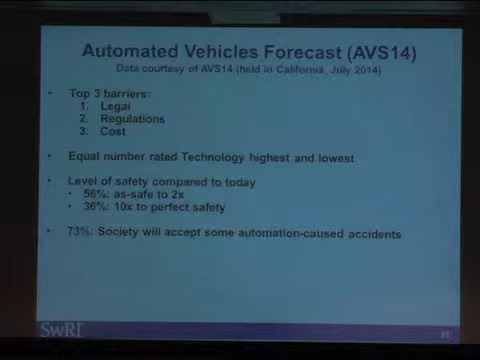 Automated Vehicles Forecast (AVS14)
Data courtesy of AVS14 (held in California, July 2014)
• Top 3 barriers:
1. Legal
2. Regulations
3. Cost
• Equal number rated Technology highest and lowest
• Level of safety compared to today
• 56%: as-safe to 2x
• 36%: 10x to perfect safety
• 73%: Society will accept some automation-caused accidents
SwRI